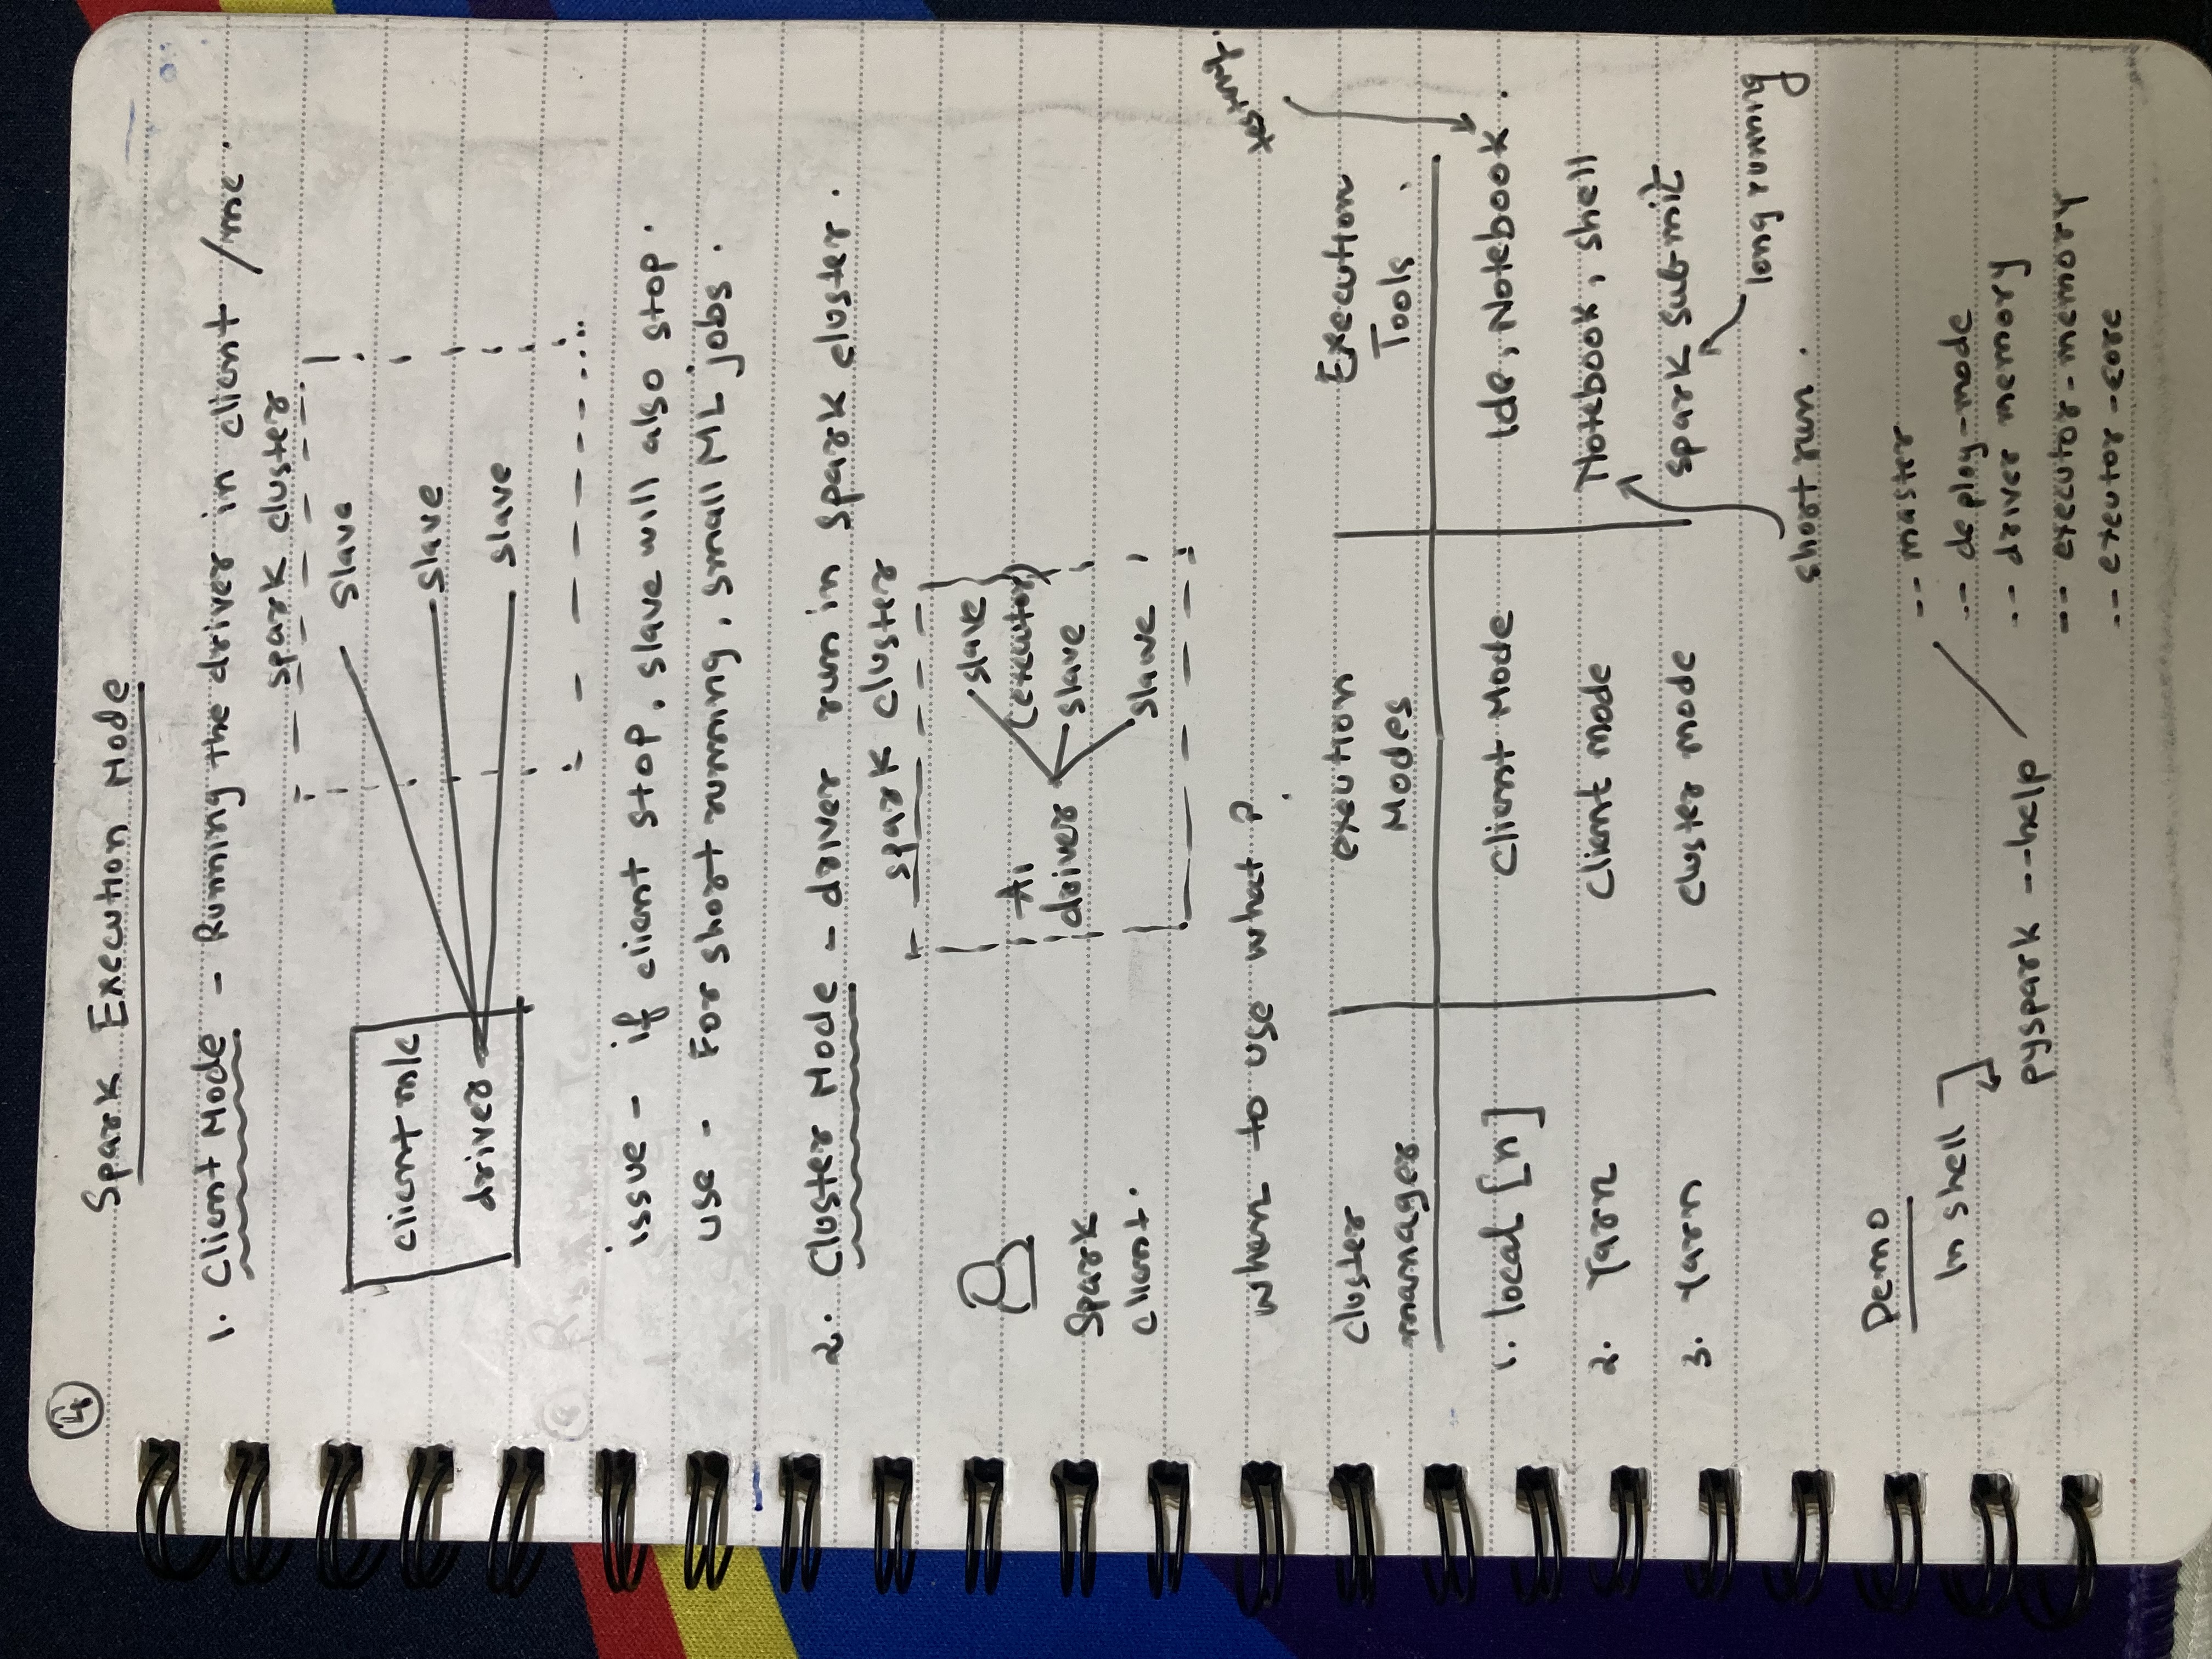 4
Spark Execution Mode
1. Client Mode - Running the driver in client /mc.
spark cluster
client m/c
driver
slave
slave
slave
issue - if client stop, slave will also stop.
use - For short running, small ML jobs.
2. Cluster Mode - driver run in spark cluster.
spark cluster
Spark
client.
A1
driver
slave
(executor)
slave
slave
when to use what ?
testing.
cluster manager | exeution Modes | Execution Tools
1. local [n] | Client Mode | Ide, Notebook.
2. Yarn | Client mode | Notebook, shell
3. Yarn | cluster mode | spark submit
long running
short run.
Demo
In shell
pyspark --help
-- master
-- deploy-mode
-- driver memory
-- executor-memory
-- exeutor-core